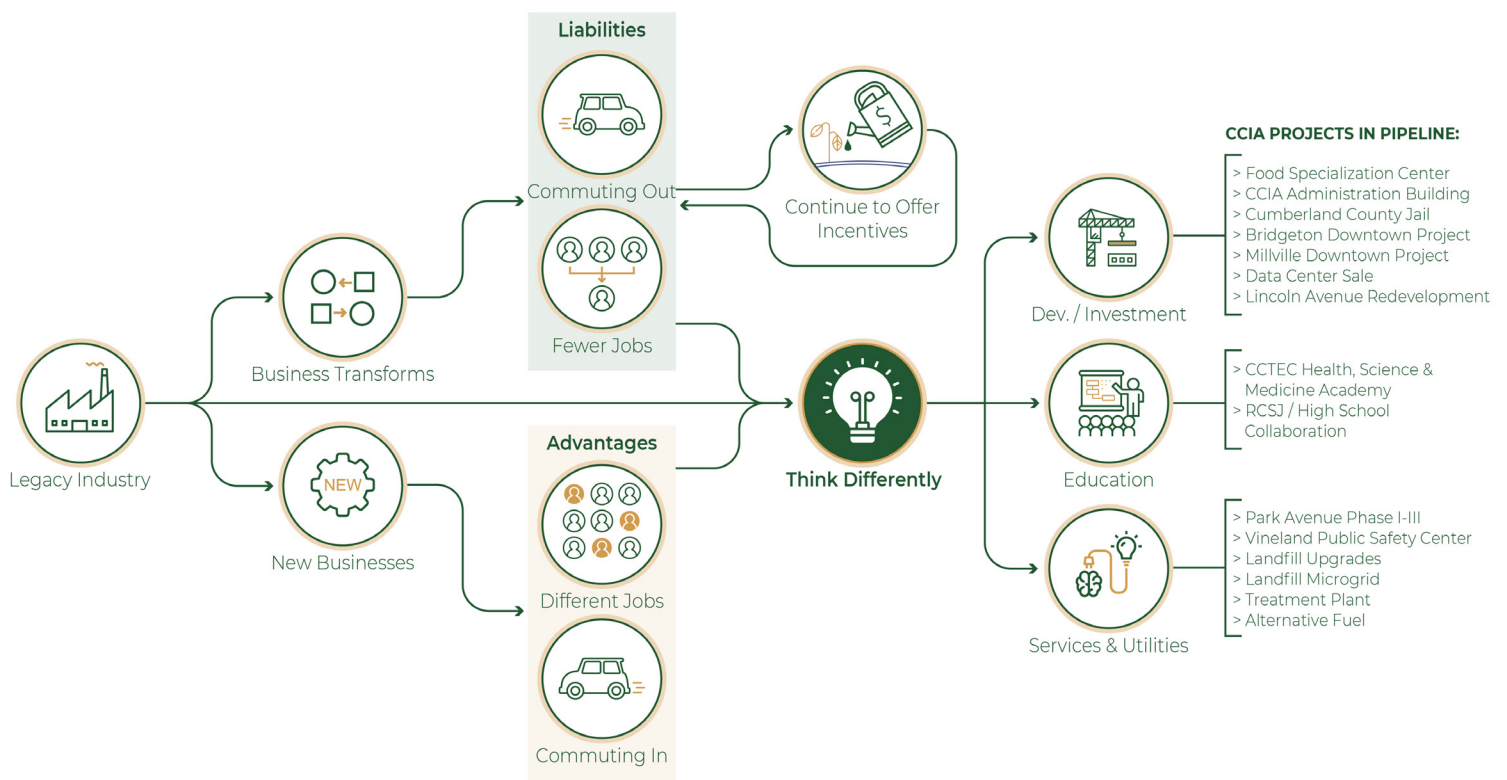 Legacy Industry
Business Transforms
NEW
New Businesses
Liabilities
Commuting Out
Fewer Jobs
Advantages
Different Jobs
Commuting In
$
Continue to Offer
Incentives
Think Differently
Dev. / Investment
Education
Services & Utilities
CCIA PROJECTS IN PIPELINE:
> Food Specialization Center
> CCIA Administration Building
> Cumberland County Jail
> Bridgeton Downtown Project
> Millville Downtown Project
> Data Center Sale
> Lincoln Avenue Redevelopment
> CCTEC Health, Science &
Medicine Academy
> RCSJ / High School
Collaboration
> Park Avenue Phase I-III
> Vineland Public Safety Center
> Landfill Upgrades
> Landfill Microgrid
> Treatment Plant
> Alternative Fuel